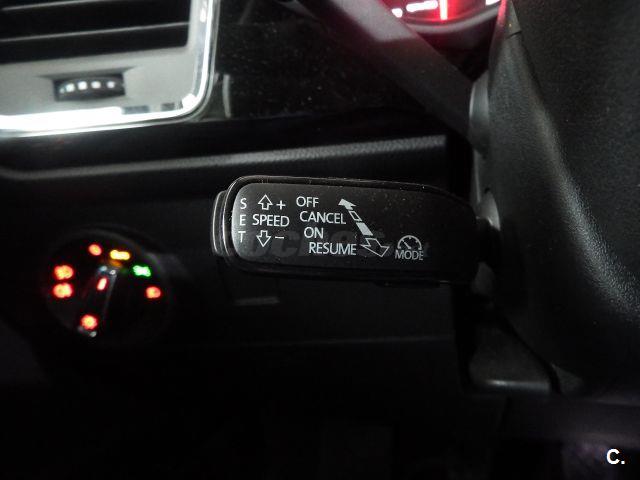 S + OFF
E SPEED CANCEL
T - ON
RESUME
MODE
C.